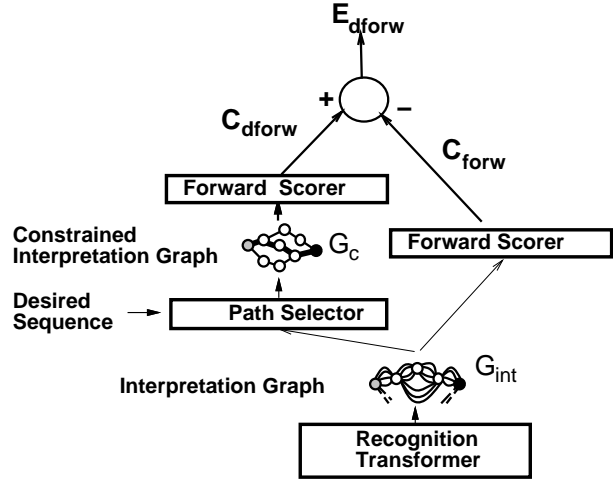 E_dforw
+
−
C_dforw
C_forw
Forward Scorer
Constrained
Interpretation Graph
G_c
Forward Scorer
Desired
Sequence
Path Selector
Interpretation Graph
G_int
Recognition
Transformer